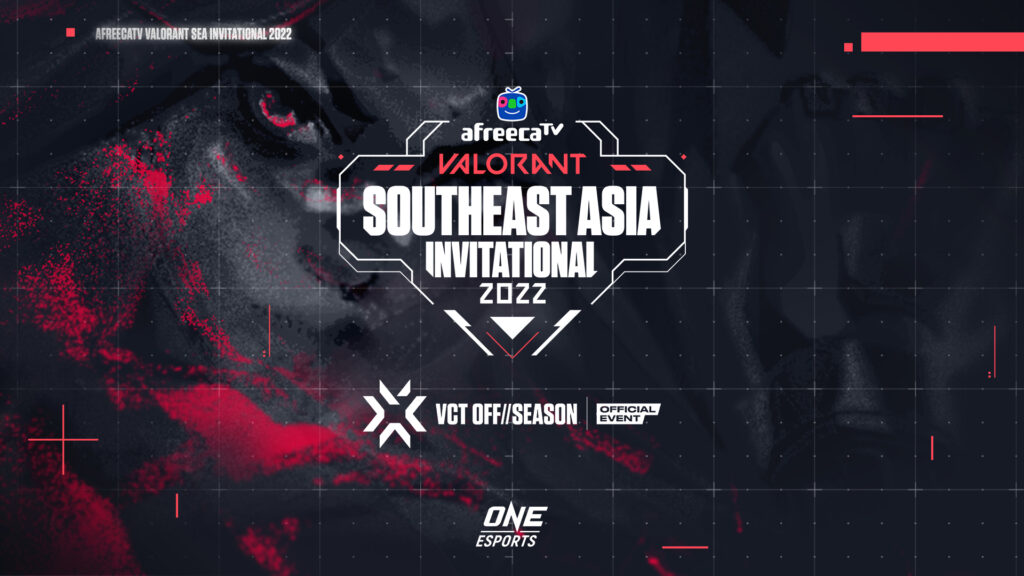 AFREECATV VALORANT SEA INVITATIONAL 2022
afreecaTV
VALORANT
SOUTHEAST ASIA
INVITATIONAL
2022
VCT OFF//SEASON
OFFICIAL
EVENT
ONE
ESPORTS